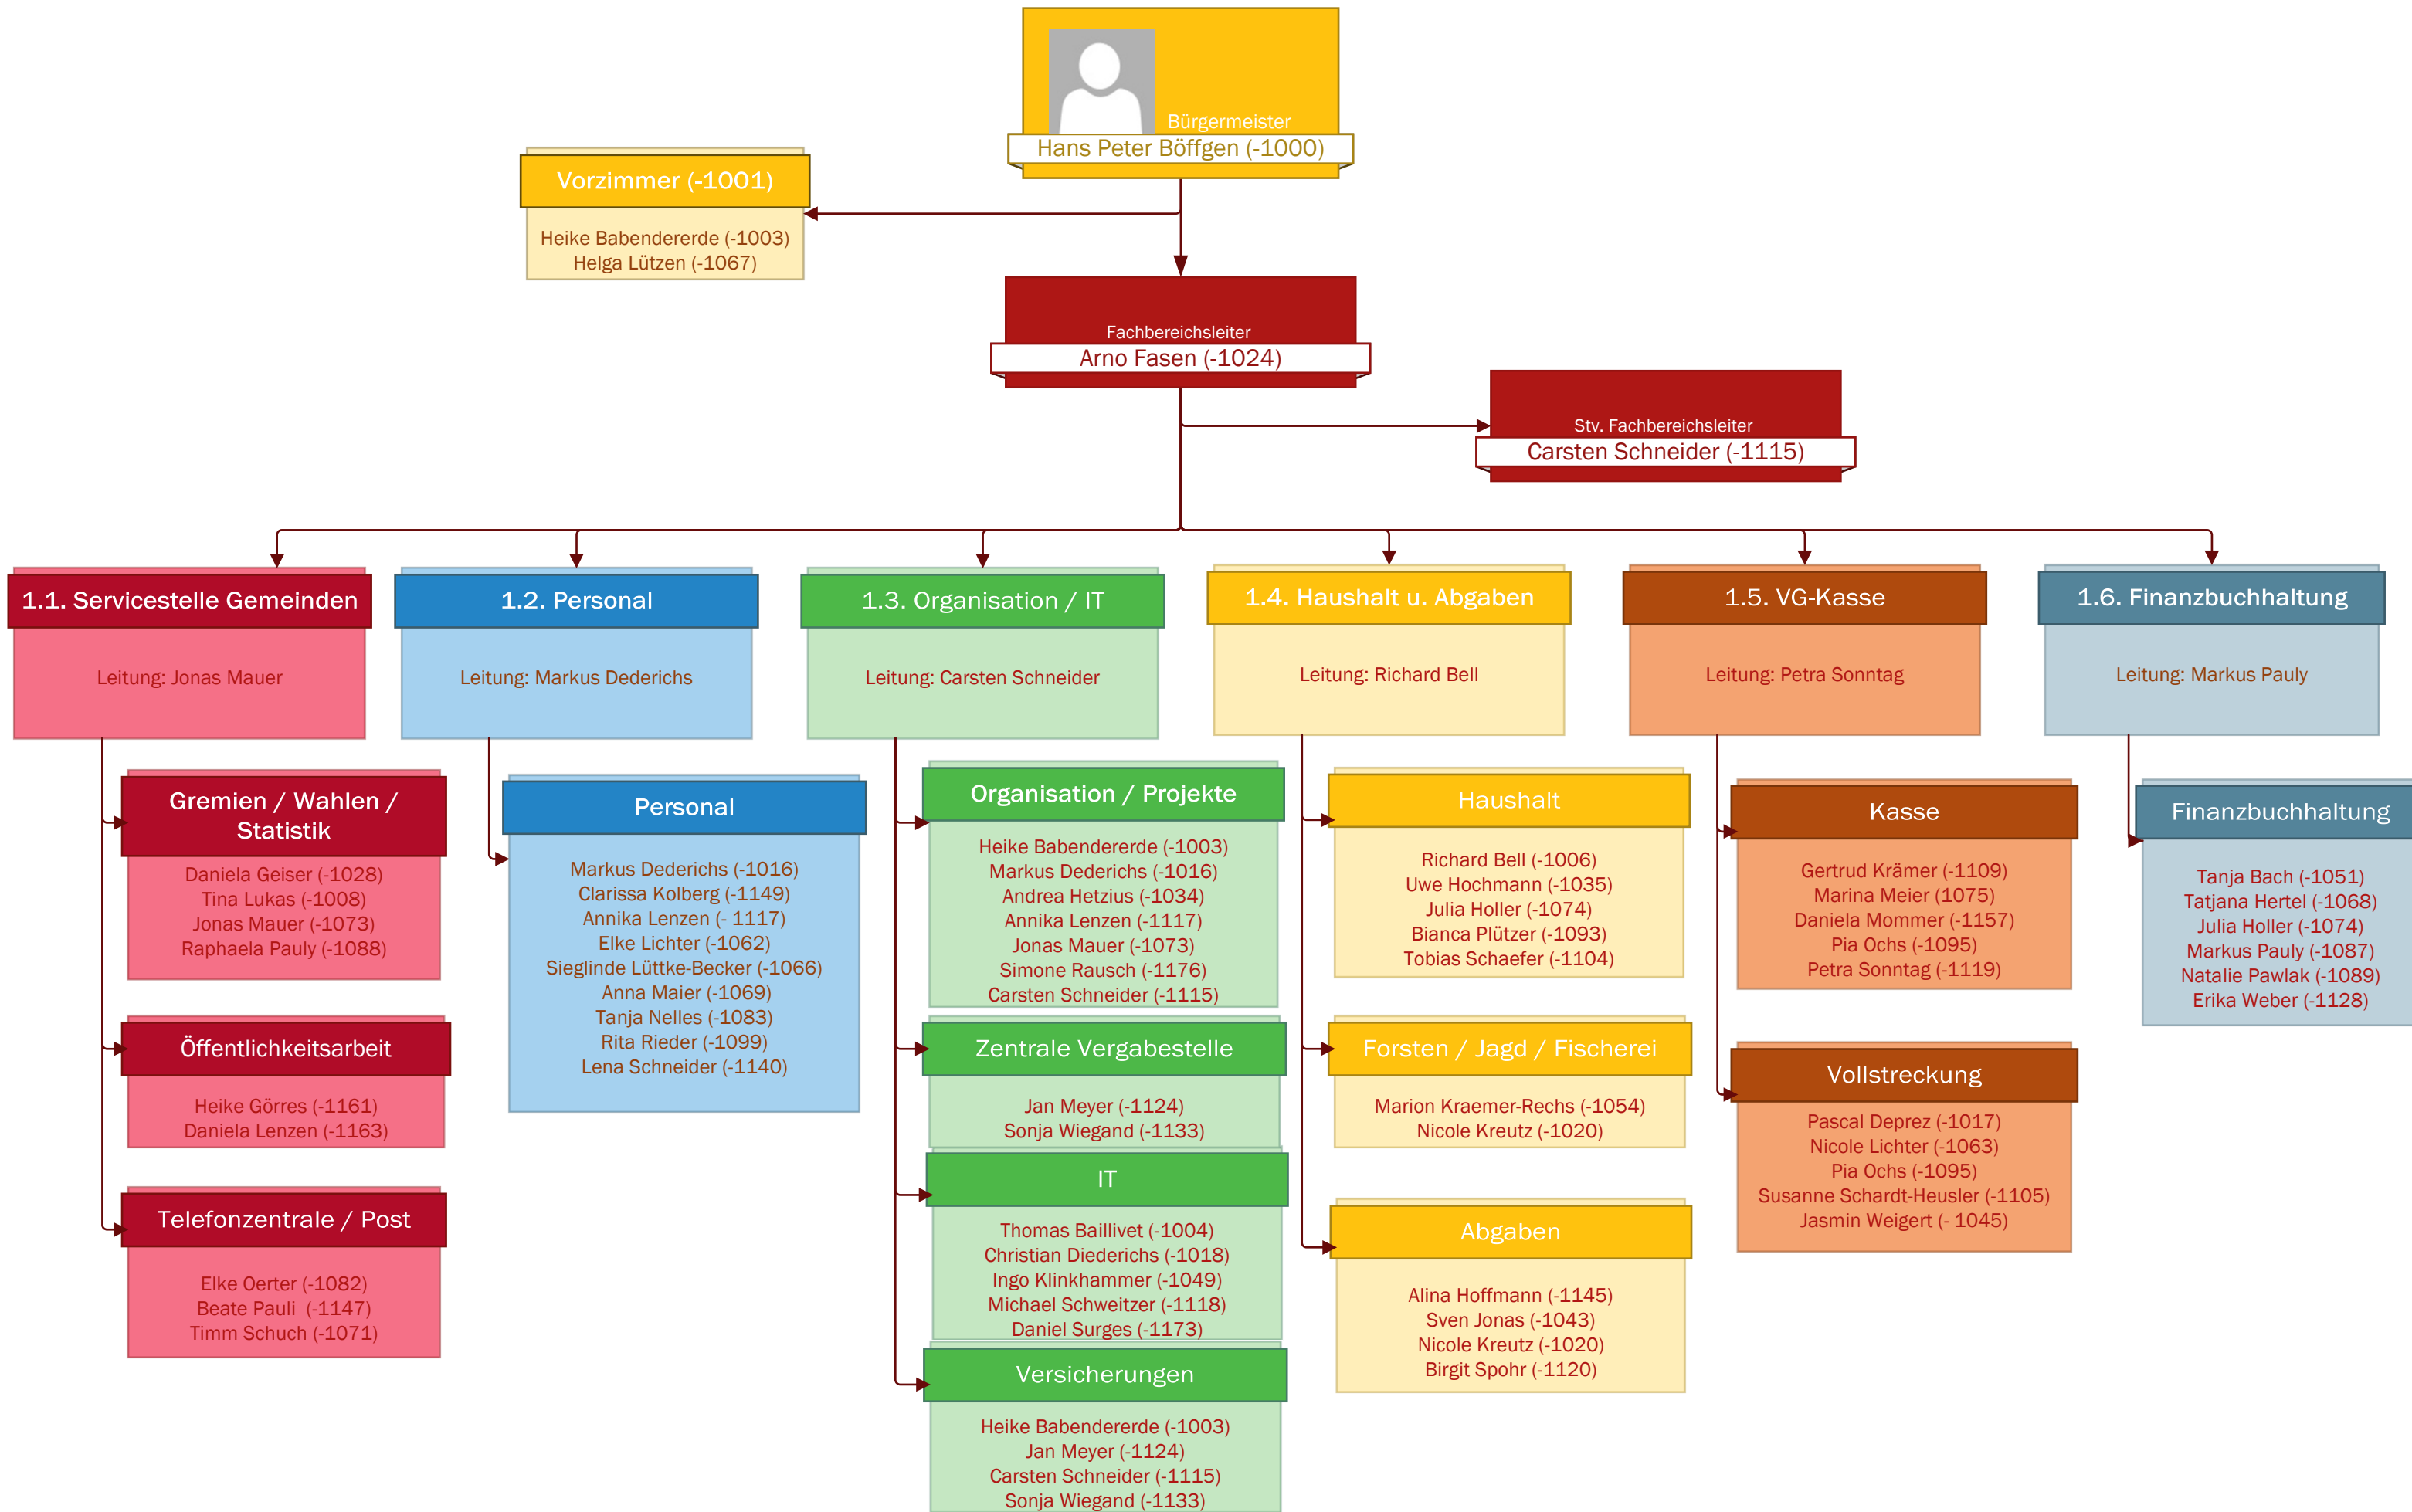 Bürgermeister
Hans Peter Böffgen (-1000)
Vorzimmer (-1001)
Heike Babendererde (-1003)
Helga Lützen (-1067)
Fachbereichsleiter
Arno Fasen (-1024)
Stv. Fachbereichsleiter
Carsten Schneider (-1115)
1.1. Servicestelle Gemeinden
Leitung: Jonas Mauer
Gremien / Wahlen /
Statistik
Daniela Geiser (-1028)
Tina Lukas (-1008)
Jonas Mauer (-1073)
Raphaela Pauly (-1088)
Öffentlichkeitsarbeit
Heike Görres (-1161)
Daniela Lenzen (-1163)
Telefonzentrale / Post
Elke Oerter (-1082)
Beate Pauli  (-1147)
Timm Schuch (-1071)
1.2. Personal
Leitung: Markus Dederichs
Personal
Markus Dederichs (-1016)
Clarissa Kolberg (-1149)
Annika Lenzen (- 1117)
Elke Lichter (-1062)
Sieglinde Lüttke-Becker (-1066)
Anna Maier (-1069)
Tanja Nelles (-1083)
Rita Rieder (-1099)
Lena Schneider (-1140)
1.3. Organisation / IT
Leitung: Carsten Schneider
Organisation / Projekte
Heike Babendererde (-1003)
Markus Dederichs (-1016)
Andrea Hetzius (-1034)
Annika Lenzen (-1117)
Jonas Mauer (-1073)
Simone Rausch (-1176)
Carsten Schneider (-1115)
Zentrale Vergabestelle
Jan Meyer (-1124)
Sonja Wiegand (-1133)
IT
Thomas Baillivet (-1004)
Christian Diederichs (-1018)
Ingo Klinkhammer (-1049)
Michael Schweitzer (-1118)
Daniel Surges (-1173)
Versicherungen
Heike Babendererde (-1003)
Jan Meyer (-1124)
Carsten Schneider (-1115)
Sonja Wiegand (-1133)
1.4. Haushalt u. Abgaben
Leitung: Richard Bell
Haushalt
Richard Bell (-1006)
Uwe Hochmann (-1035)
Julia Holler (-1074)
Bianca Plützer (-1093)
Tobias Schaefer (-1104)
Forsten / Jagd / Fischerei
Marion Kraemer-Rechs (-1054)
Nicole Kreutz (-1020)
Abgaben
Alina Hoffmann (-1145)
Sven Jonas (-1043)
Nicole Kreutz (-1020)
Birgit Spohr (-1120)
1.5. VG-Kasse
Leitung: Petra Sonntag
Kasse
Gertrud Krämer (-1109)
Marina Meier (1075)
Daniela Mommer (-1157)
Pia Ochs (-1095)
Petra Sonntag (-1119)
Vollstreckung
Pascal Deprez (-1017)
Nicole Lichter (-1063)
Pia Ochs (-1095)
Susanne Schardt-Heusler (-1105)
Jasmin Weigert (- 1045)
1.6. Finanzbuchhaltung
Leitung: Markus Pauly
Finanzbuchhaltung
Tanja Bach (-1051)
Tatjana Hertel (-1068)
Julia Holler (-1074)
Markus Pauly (-1087)
Natalie Pawlak (-1089)
Erika Weber (-1128)